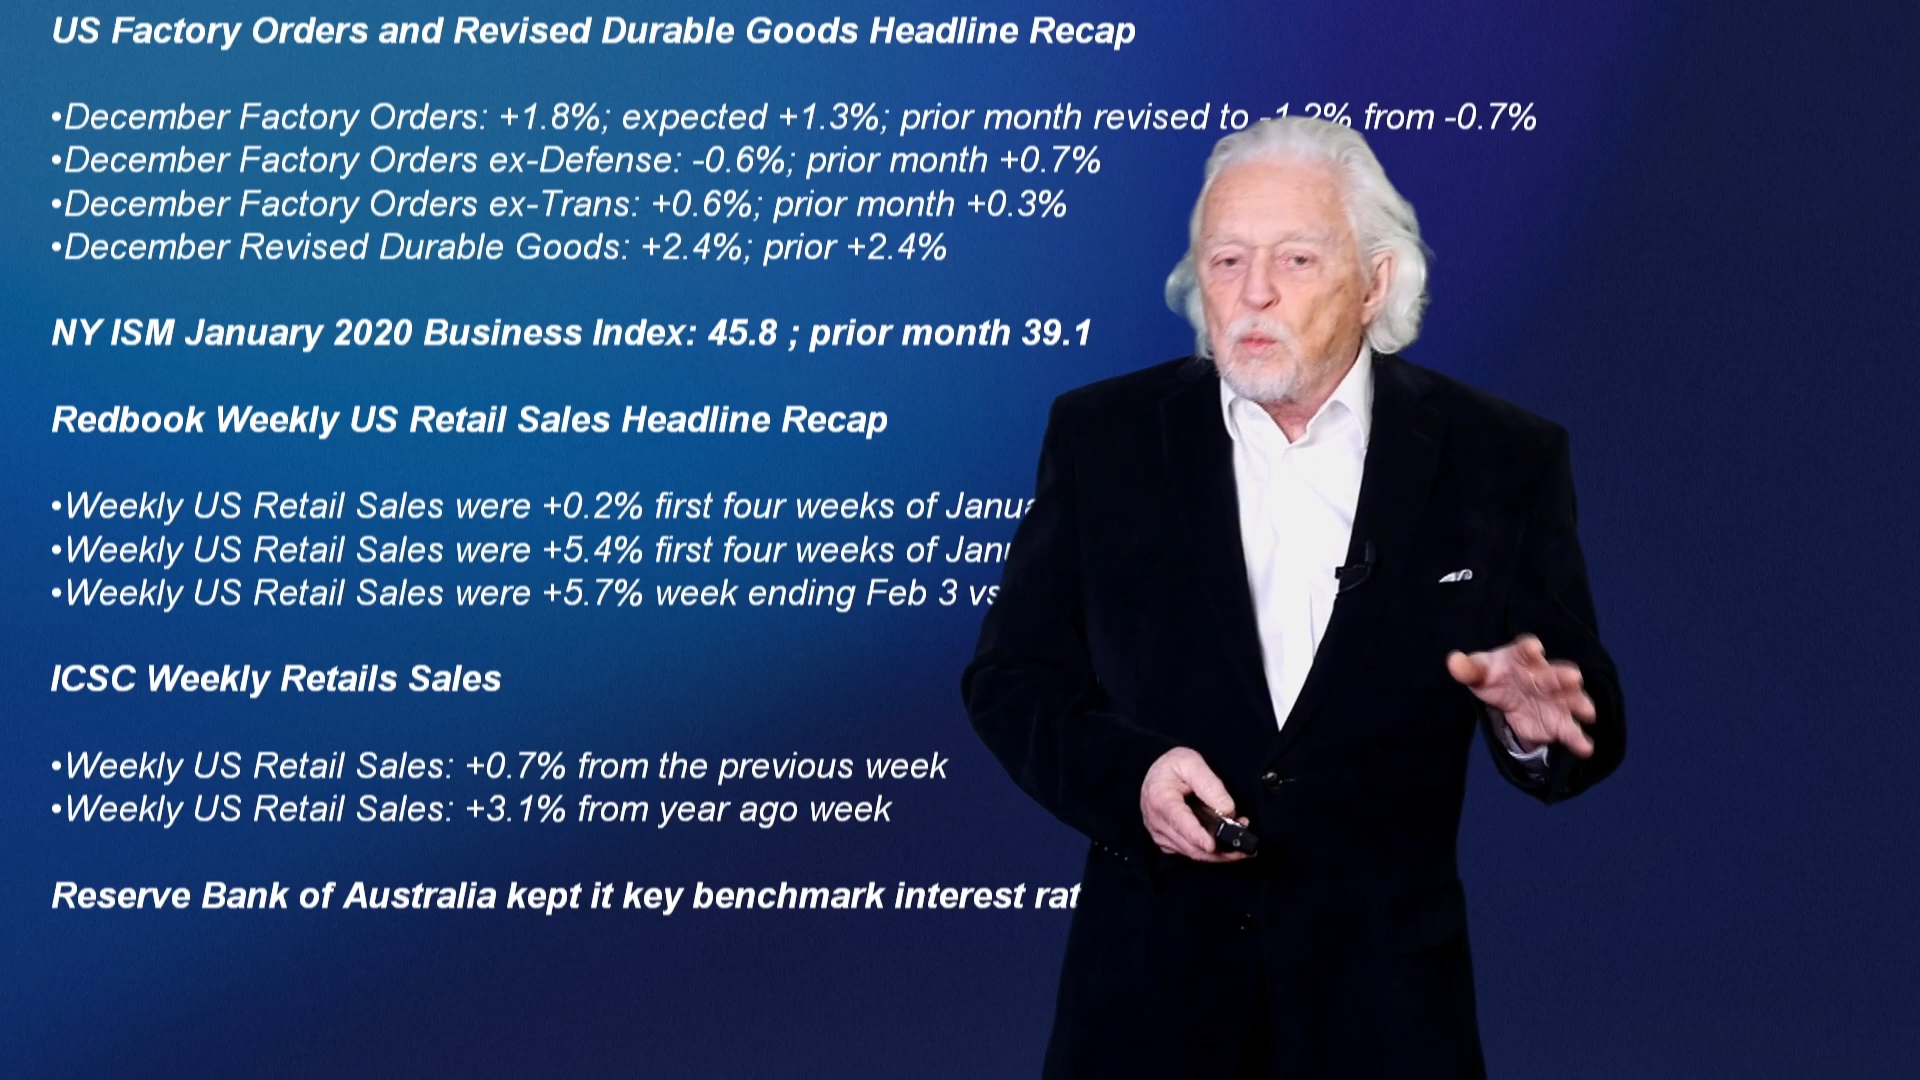 US Factory Orders and Revised Durable Goods Headline Recap
•December Factory Orders: +1.8%; expected +1.3%; prior month revised to -1.2% from -0.7%
•December Factory Orders ex-Defense: -0.6%; prior month +0.7%
•December Factory Orders ex-Trans: +0.6%; prior month +0.3%
•December Revised Durable Goods: +2.4%; prior +2.4%
NY ISM January 2020 Business Index: 45.8 ; prior month 39.1
Redbook Weekly US Retail Sales Headline Recap
•Weekly US Retail Sales were +0.2% first four weeks of
•Weekly US Retail Sales were +5.4% first four weeks of
•Weekly US Retail Sales were +5.7% week ending Feb 3 vs
ICSC Weekly Retails Sales
•Weekly US Retail Sales: +0.7% from the previous week
•Weekly US Retail Sales: +3.1% from year ago week
Reserve Bank of Australia kept it key benchmark interest